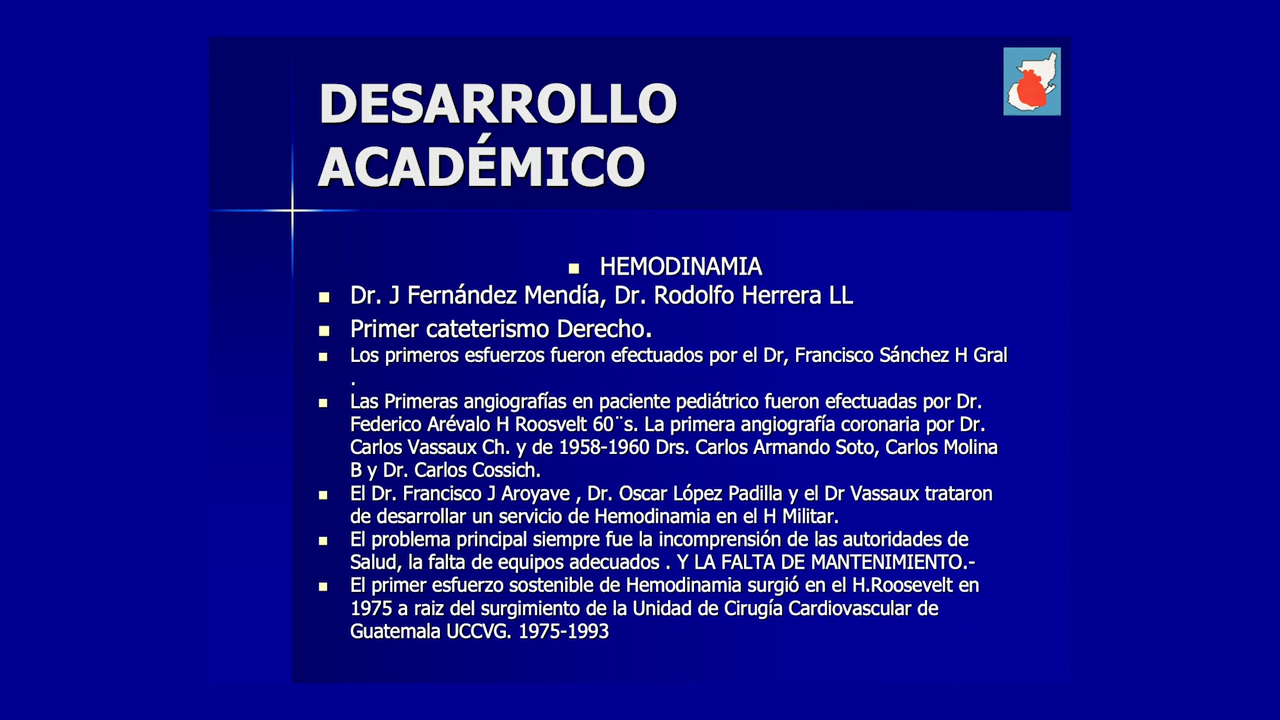 DESARROLLO
ACADÉMICO
HEMODINAMIA
Dr. J Fernández Mendía, Dr. Rodolfo Herrera LL
Primer cateterismo Derecho.
Los primeros esfuerzos fueron efectuados por el Dr, Francisco Sánchez H Gral
.
Las Primeras angiografías en paciente pediátrico fueron efectuadas por Dr.
Federico Arévalo H Roosvelt 60¨s. La primera angiografía coronaria por Dr.
Carlos Vassaux Ch. y de 1958-1960 Drs. Carlos Armando Soto, Carlos Molina
B y Dr. Carlos Cossich.
El Dr. Francisco J Aroyave , Dr. Oscar López Padilla y el Dr Vassaux trataron
de desarrollar un servicio de Hemodinamia en el H Militar.
El problema principal siempre fue la incomprensión de las autoridades de
Salud, la falta de equipos adecuados . Y LA FALTA DE MANTENIMIENTO.-
El primer esfuerzo sostenible de Hemodinamia surgió en el H.Roosevelt en
1975 a raiz del surgimiento de la Unidad de Cirugía Cardiovascular de
Guatemala UCCVG. 1975-1993